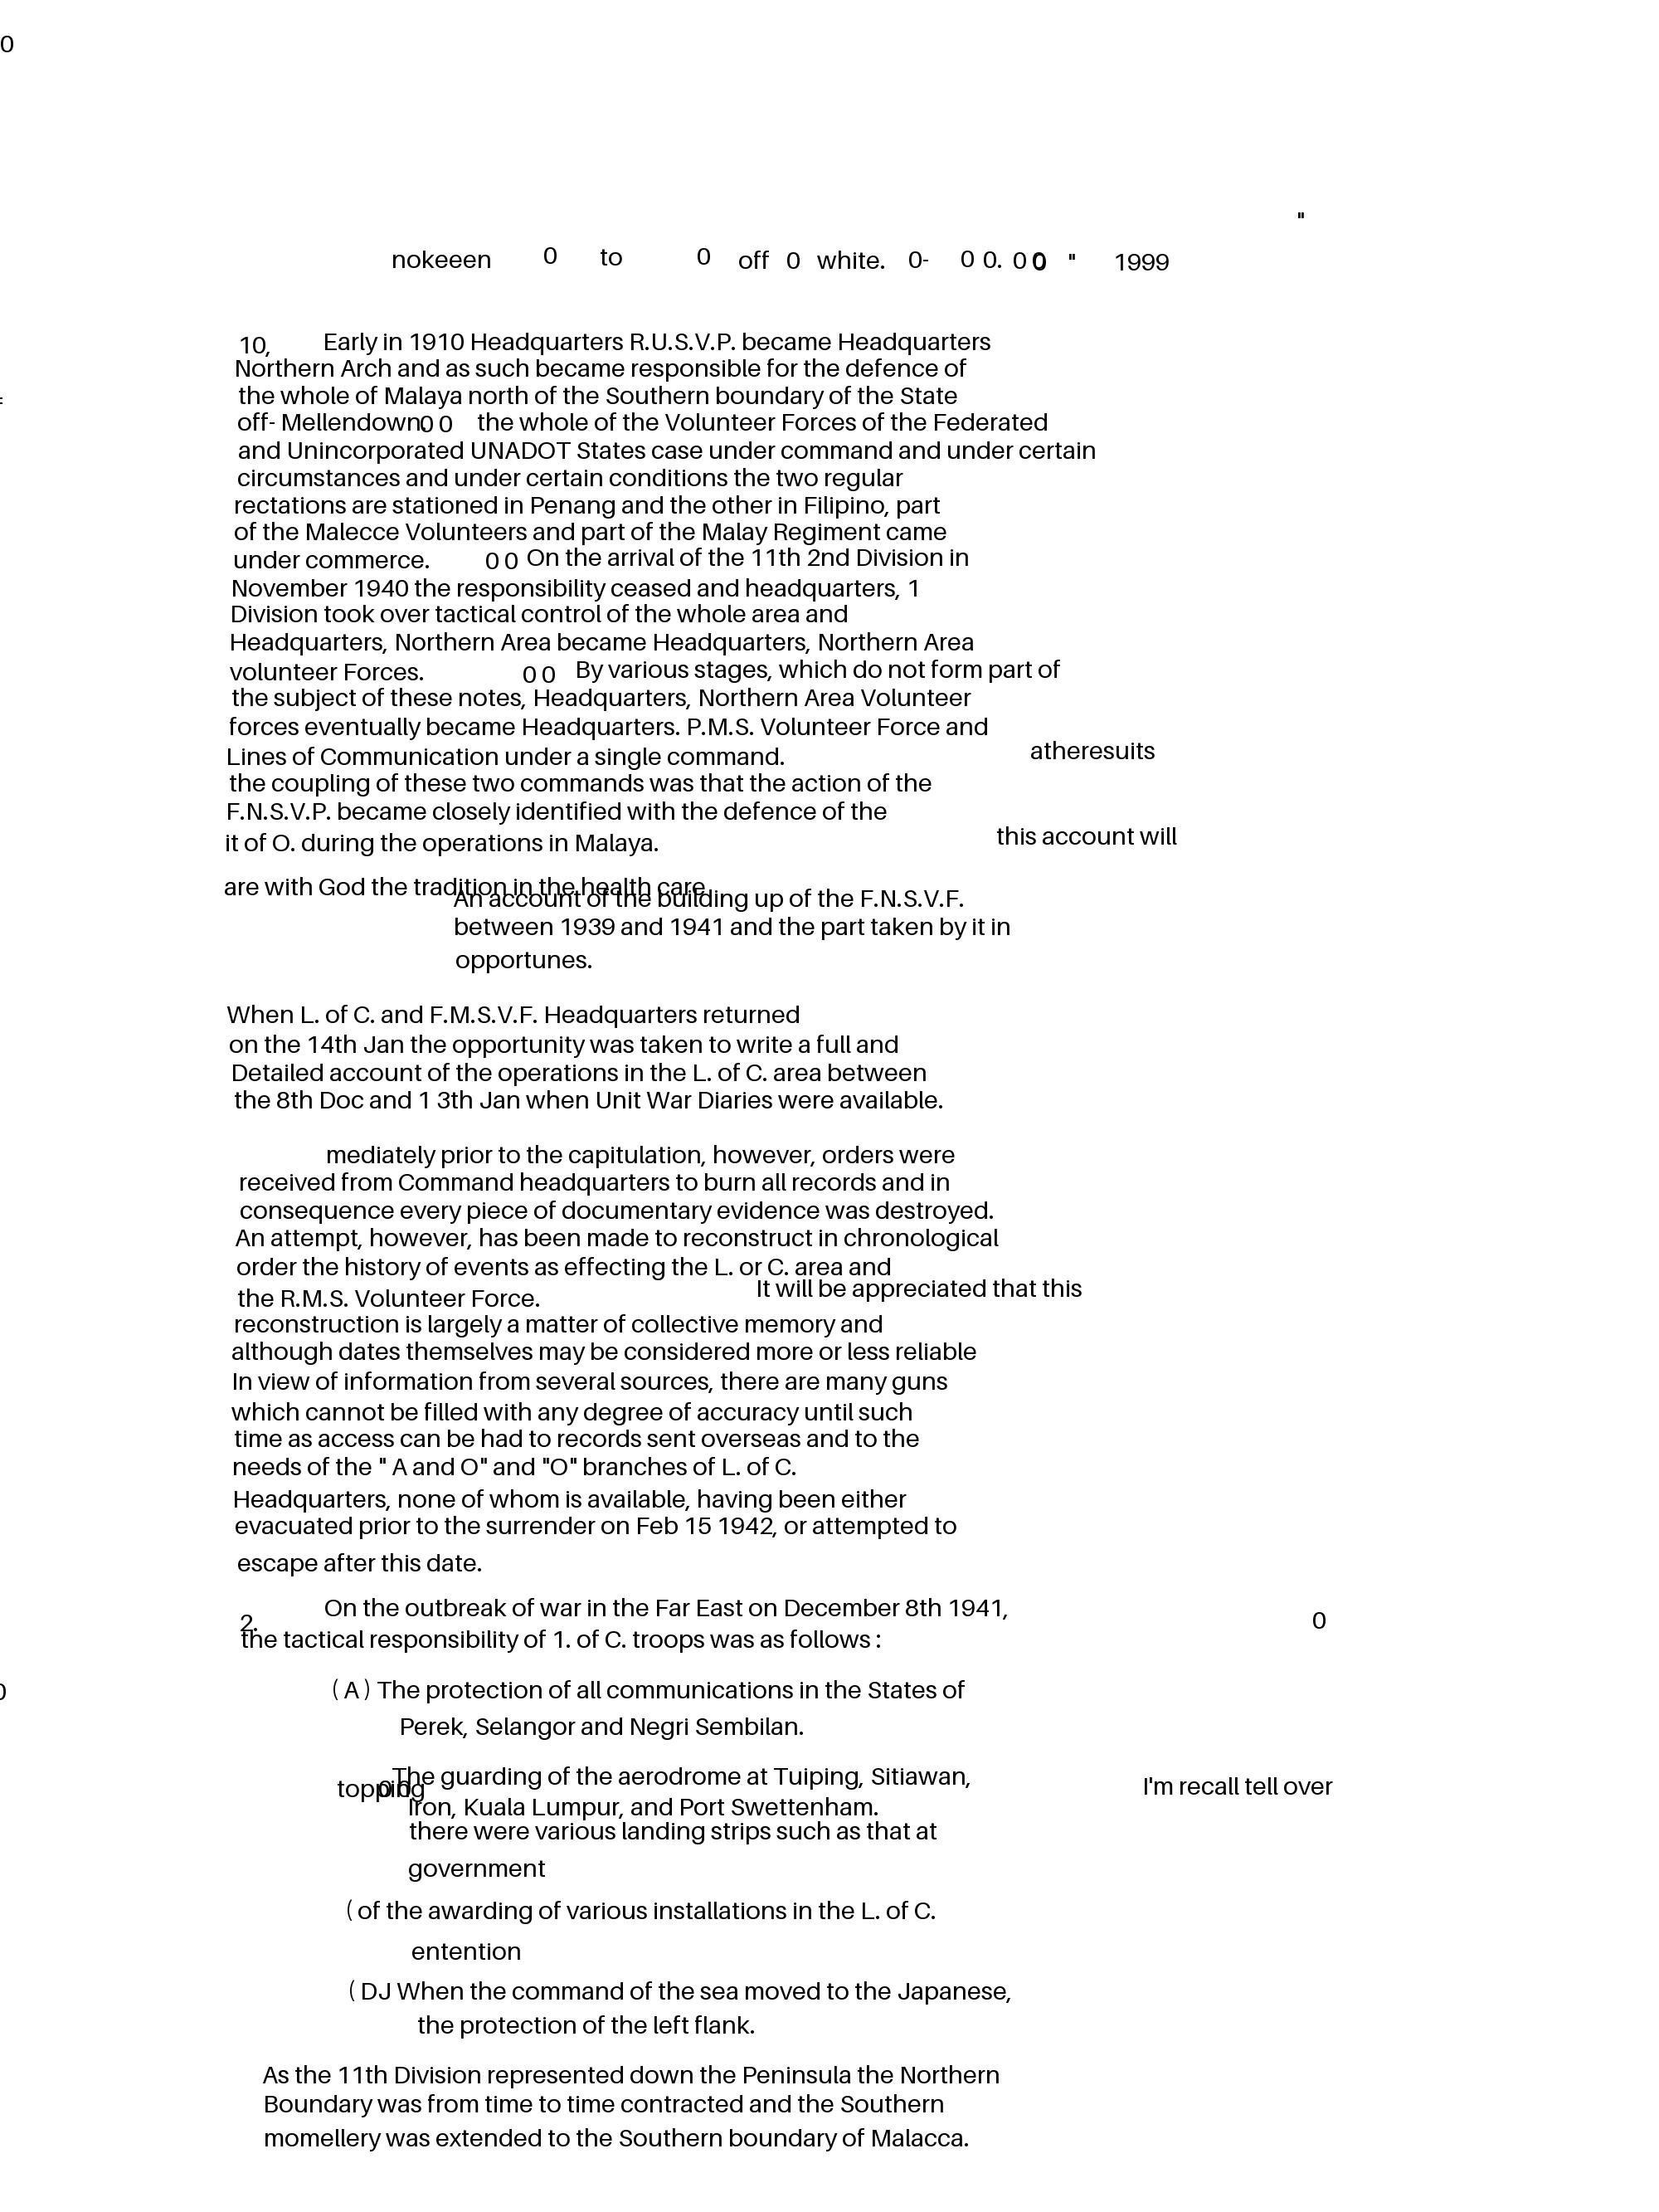 0
"
nokeeen 0 to 0 off 0 white. 0- 0 0. 0 0 " 1999
10, Early in 1910 Headquarters R.U.S.V.P. became Headquarters
Northern Arch and as such became responsible for the defence of
the whole of Malaya north of the Southern boundary of the State
off- Mellendown. 0 0 the whole of the Volunteer Forces of the Federated
and Unincorporated UNADOT States case under command and under certain
circumstances and under certain conditions the two regular
rectations are stationed in Penang and the other in Filipino, part
of the Malecce Volunteers and part of the Malay Regiment came
under commerce. 0 0 On the arrival of the 11th 2nd Division in
November 1940 the responsibility ceased and headquarters, 1
Division took over tactical control of the whole area and
Headquarters, Northern Area became Headquarters, Northern Area
volunteer Forces. 0 0 By various stages, which do not form part of
the subject of these notes, Headquarters, Northern Area Volunteer
forces eventually became Headquarters. P.M.S. Volunteer Force and
Lines of Communication under a single command. atheresuits
the coupling of these two commands was that the action of the
F.N.S.V.P. became closely identified with the defence of the
it of O. during the operations in Malaya. this account will
are with God the tradition in the health care
An account of the building up of the F.N.S.V.F.
between 1939 and 1941 and the part taken by it in
opportunes.
When L. of C. and F.M.S.V.F. Headquarters returned
on the 14th Jan the opportunity was taken to write a full and
Detailed account of the operations in the L. of C. area between
the 8th Doc and 1 3th Jan when Unit War Diaries were available.
mediately prior to the capitulation, however, orders were
received from Command headquarters to burn all records and in
consequence every piece of documentary evidence was destroyed.
An attempt, however, has been made to reconstruct in chronological
order the history of events as effecting the L. or C. area and
the R.M.S. Volunteer Force. It will be appreciated that this
reconstruction is largely a matter of collective memory and
although dates themselves may be considered more or less reliable
In view of information from several sources, there are many guns
which cannot be filled with any degree of accuracy until such
time as access can be had to records sent overseas and to the
needs of the " A and O" and "O" branches of L. of C.
Headquarters, none of whom is available, having been either
evacuated prior to the surrender on Feb 15 1942, or attempted to
escape after this date.
2. On the outbreak of war in the Far East on December 8th 1941, 0
the tactical responsibility of 1. of C. troops was as follows :
( A ) The protection of all communications in the States of
Perek, Selangor and Negri Sembilan.
topping 0 0 The guarding of the aerodrome at Tuiping, Sitiawan, I'm recall tell over
Iron, Kuala Lumpur, and Port Swettenham.
there were various landing strips such as that at
government
( of the awarding of various installations in the L. of C.
entention
( DJ When the command of the sea moved to the Japanese,
the protection of the left flank.
As the 11th Division represented down the Peninsula the Northern
Boundary was from time to time contracted and the Southern
momellery was extended to the Southern boundary of Malacca.